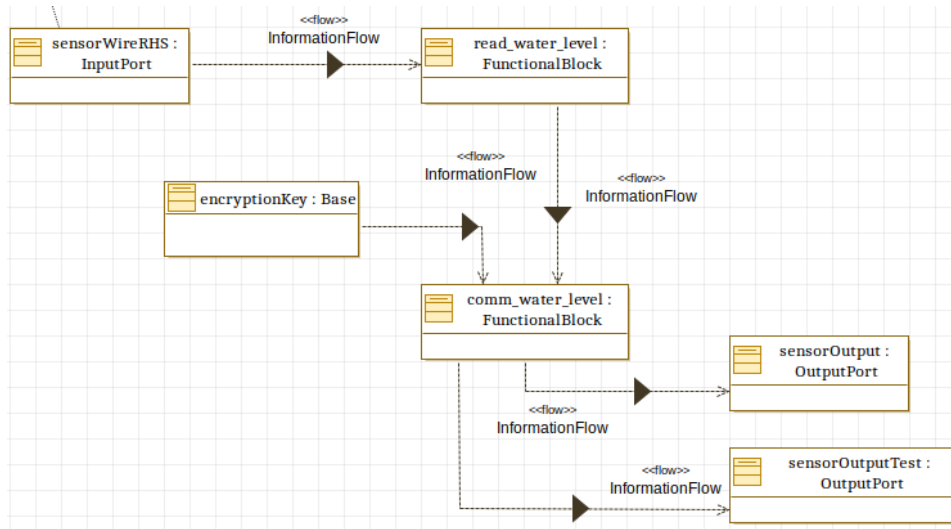 <<flow>>
InformationFlow
sensorWireRHS :
InputPort
read_water_level :
FunctionalBlock
<<flow>>
InformationFlow
<<flow>>
InformationFlow
encryptionKey : Base
comm_water_level :
FunctionalBlock
sensorOutput :
OutputPort
<<flow>>
InformationFlow
sensorOutputTest :
OutputPort
<<flow>>
InformationFlow